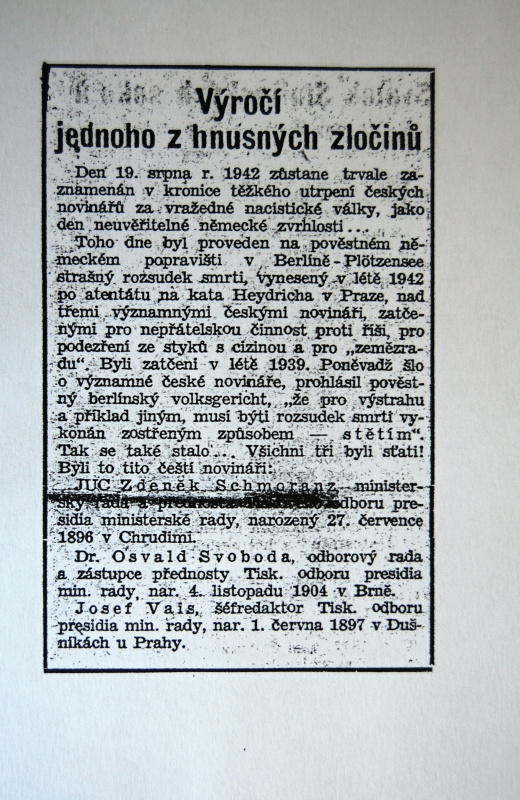 Výročí
jednoho z hnusných zločinů
Den 19. srpna r. 1942 zůstane trvale za-
znamenán v kronice těžkého utrpení českých
novinářů za vražedné nacistické války, jako
den neuvěřitelné německé zvrhlosti...
Toho dne byl proveden na pověstném ně-
meckém popravišti v Berlíně-Plötzensee
strašný rozsudek smrti, vynesený v létě 1942
po atentátu na kata Heydricha v Praze, nad
třemi významnými českými novináři, zatče-
nými pro nepřátelskou činnost proti říši, pro
podezření ze styků s cizinou a pro „zemězra-
du“. Byli zatčeni v létě 1939. Poněvadž šlo
o významné české novináře, prohlásil pověst-
ný berlínský volksgericht, „že pro výstrahu
a příklad jiným, musí býti rozsudek smrti vy-
konán zostřeným způsobem — stětím“.
Tak se také stalo... Všichni tři byli sťati!
Byli to tito čeští novináři:
JUC Zdeněk Schmoranz, minister-
ský rada a přednosta odboru pre-
sidia ministerské rady, narozený 27. července
1896 v Chrudimi.
Dr. Osvald Svoboda, odborový rada
a zástupce přednosty Tisk. odboru presidia
min. rady, nar. 4. listopadu 1904 v Brně.
Josef Vais, šéfredaktor Tisk. odboru
presidia min. rady, nar. 1. června 1897 v Duš-
níkách u Prahy.